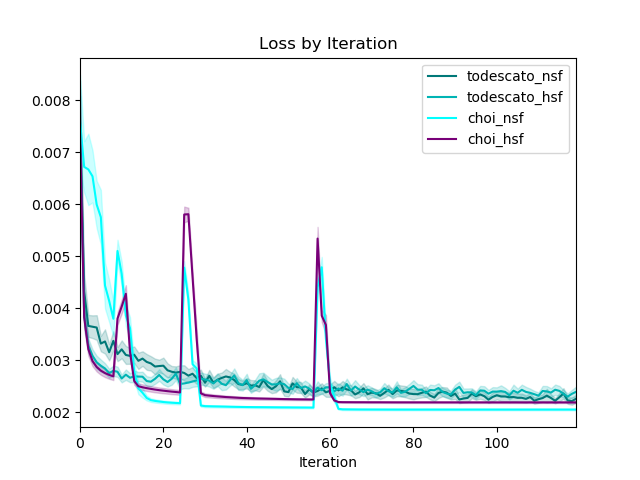 Loss by Iteration
todescato_nsf
todescato_hsf
choi_nsf
choi_hsf
0.008
0.007
0.006
0.005
0.004
0.003
0.002
0 20 40 60 80 100
Iteration